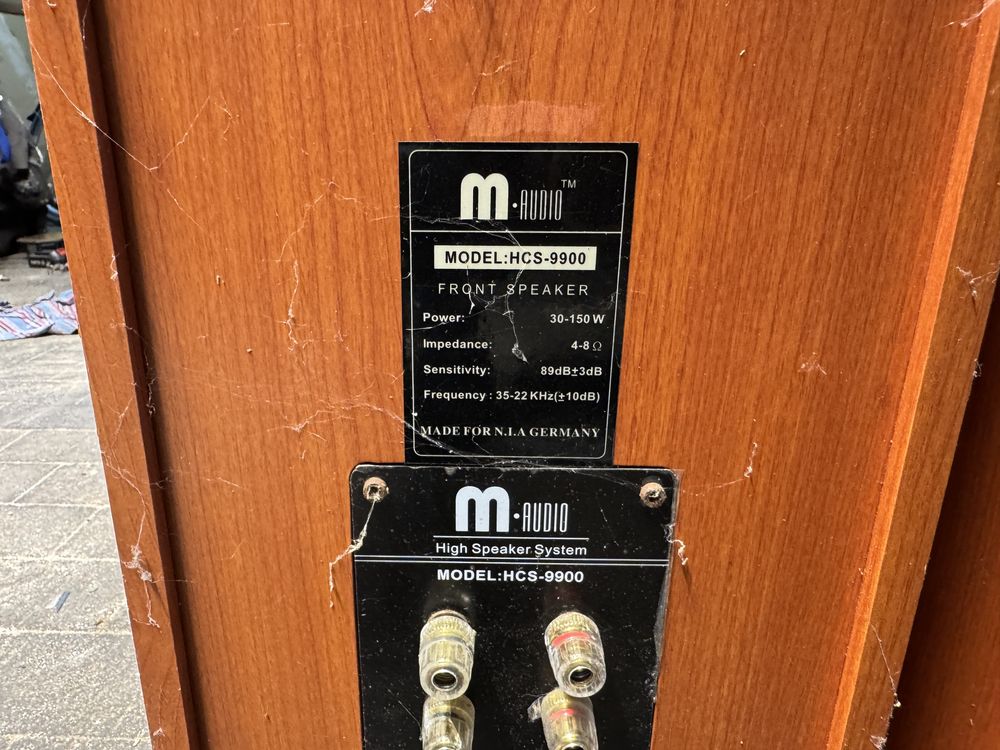 m·AUDIO™
MODEL:HCS-9900
FRONT SPEAKER
Power: 30-150 W
Impedance: 4-8 Ω
Sensitivity: 89dB±3dB
Frequency : 35-22 KHz(±10dB)
MADE FOR N.I.A GERMANY
m·AUDIO
High Speaker System
MODEL:HCS-9900